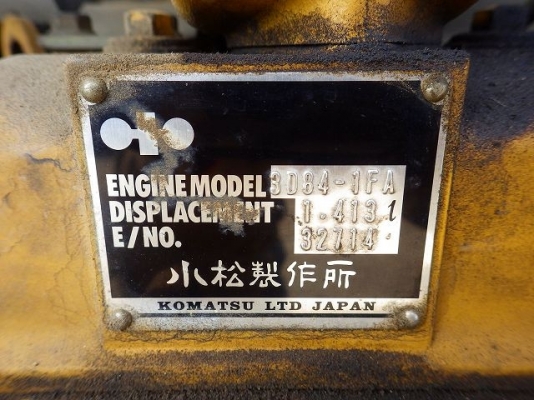 ENGINE MODEL 3D84-1FA
DISPLACEMENT 1.413 l
E/NO. 32714
小松製作所
KOMATSU LTD JAPAN